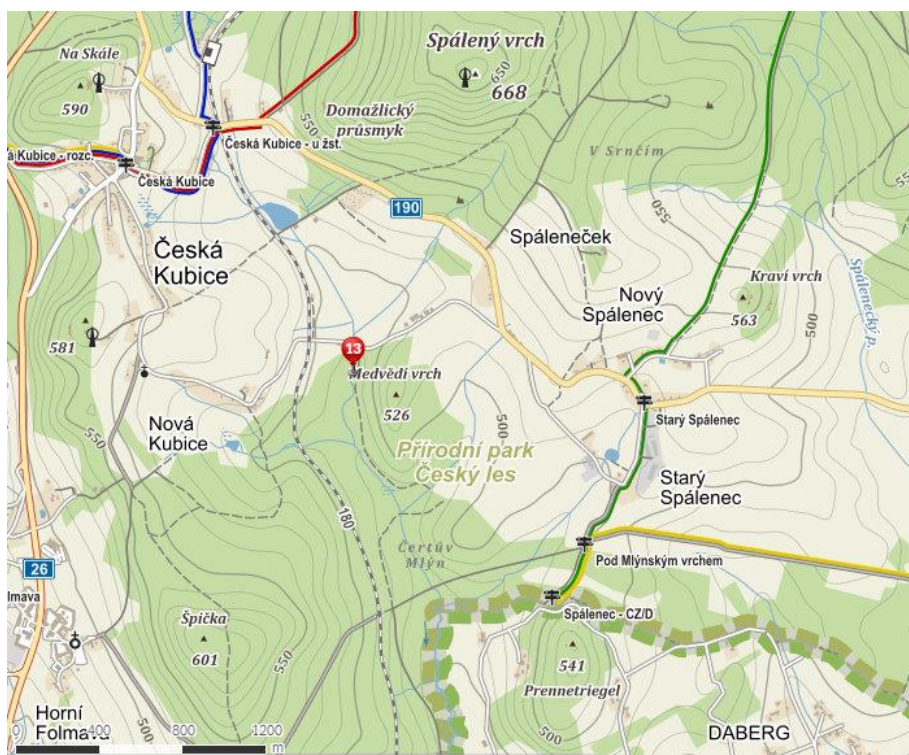 Na Skále
590
Spálený vrch
650
668
550
Domažlický
průsmyk
Česká Kubice - u žst.
Kubice - rozc.
Česká Kubice
V Srnčím
550
190
Spáleneček
Česká
Kubice
Nový
Spálenec
Kraví vrch
563
500
Spálenecký p.
581
13
Medvědí vrch
526
500
Starý Spálenec
550
Nová
Kubice
Přírodní park
Český les
Starý
Spálenec
180
Čertův
Mlýn
Pod Mlýnským vrchem
26
Špička
601
550
Spálenec - CZ/D
541
Prennetriegel
500
500
Horní
Folmava
DABERG
0 400 800 1200
m